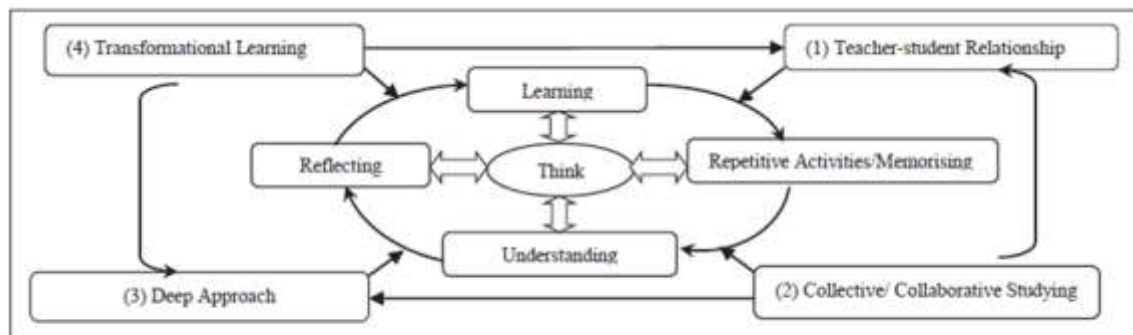 (4) Transformational Learning
(1) Teacher-student Relationship
Learning
Reflecting
Think
Repetitive Activities/Memorising
Understanding
(3) Deep Approach
(2) Collective/ Collaborative Studying